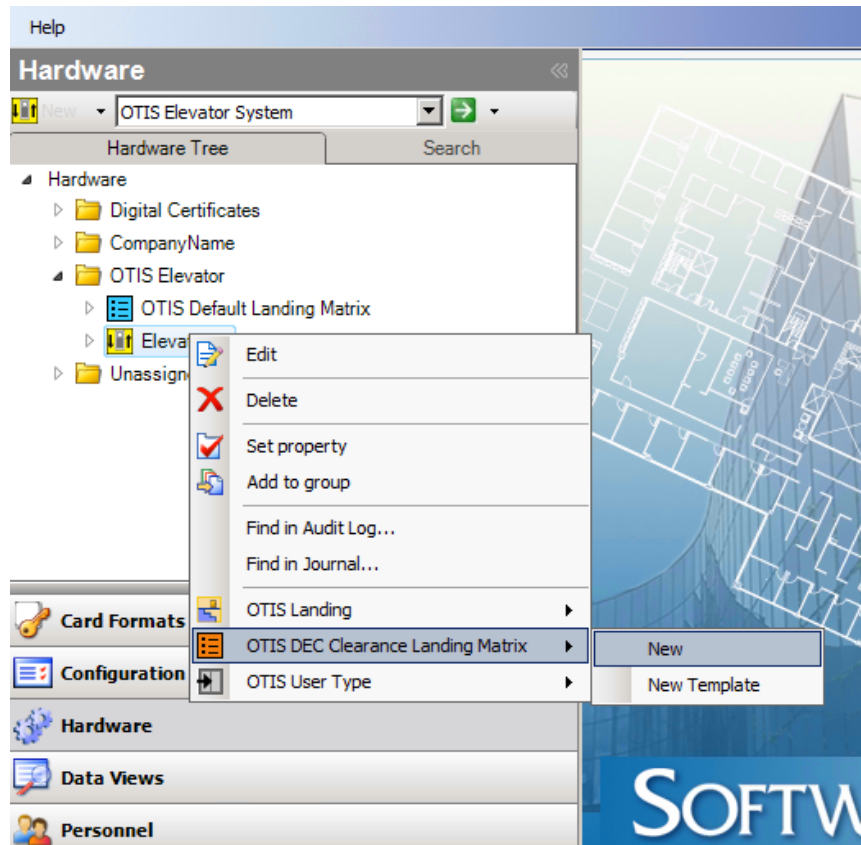 Help
Hardware
New
OTIS Elevator System
Hardware Tree
Search
Hardware
Digital Certificates
CompanyName
OTIS Elevator
OTIS Default Landing Matrix
Eleva
Unassign
Edit
Delete
Set property
Add to group
Find in Audit Log...
Find in Journal...
OTIS Landing
OTIS DEC Clearance Landing Matrix
New
OTIS User Type
New Template
Card Formats
Configuration
Hardware
Data Views
Personnel
SOFTW